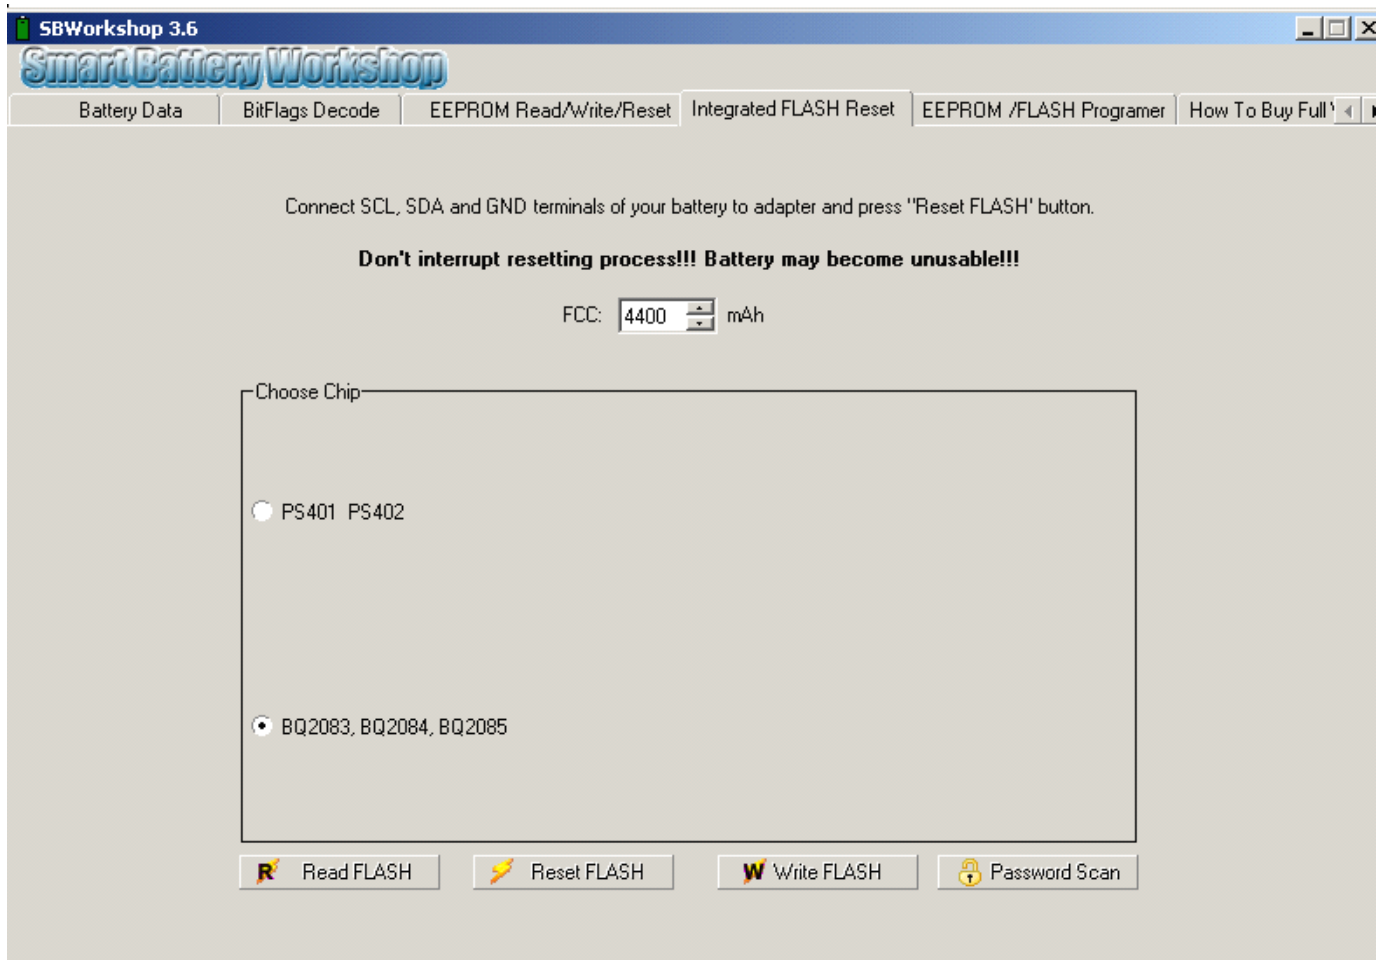 SBWorkshop 3.6
Smart Battery Workshop
Battery Data BitFlags Decode EEPROM Read/Write/Reset Integrated FLASH Reset EEPROM /FLASH Programer How To Buy Full
Connect SCL, SDA and GND terminals of your battery to adapter and press "Reset FLASH' button.
Don't interrupt resetting process!!! Battery may become unusable!!!
FCC: 4400 mAh
Choose Chip
PS401 PS402
BQ2083, BQ2084, BQ2085
R Read FLASH Reset FLASH W Write FLASH Password Scan